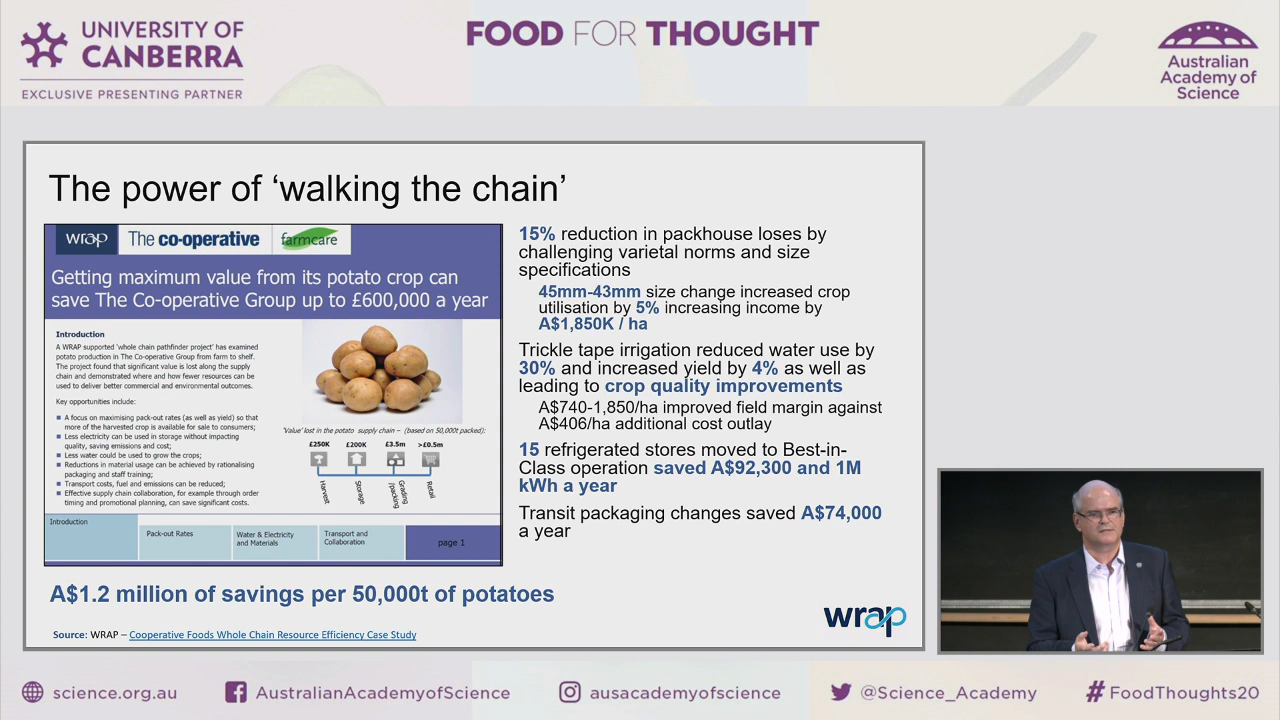 UNIVERSITY OF
CANBERRA
EXCLUSIVE PRESENTING PARTNER
FOOD FOR THOUGHT
Australian
Academy of
Science
The power of ‘walking the chain’
wrap
The co-operative
farmcare
Getting maximum value from its potato crop can
save The Co-operative Group up to £600,000 a year
Introduction
A WRAP supported ‘whole chain pathfinder project’ has examined
potato production in The Co-operative Group from farm to shelf.
The project found that significant value is lost along the supply
chain and demonstrated where and how fewer resources can be
used to deliver better commercial and environmental outcomes.
Key opportunities include:
■ A focus on maximising pack-out rates (as well as yield) so that
more of the harvested crop is available for sale to consumers;
■ Less electricity can be used in storage without impacting
quality, saving emissions and cost;
■ Less water could be used to grow the crops;
■ Reductions in material usage can be achieved by rationalising
packaging and staff training;
■ Transport costs, fuel and emissions can be reduced;
■ Effective supply chain collaboration, for example through order
timing and promotional planning, can save significant costs.
‘Value’ lost in the potato supply chain – (based on 50,000t packed):
£250K £200K £3.5m >£0.5m
Harvest
Storage
Grading
/packing
Retail
Introduction
Pack-out Rates
Water & Electricity
and Materials
Transport and
Collaboration
page 1
15% reduction in packhouse loses by
challenging varietal norms and size
specifications
45mm-43mm size change increased crop
utilisation by 5% increasing income by
A$1,850K / ha
Trickle tape irrigation reduced water use by
30% and increased yield by 4% as well as
leading to crop quality improvements
A$740-1,850/ha improved field margin against
A$406/ha additional cost outlay
15 refrigerated stores moved to Best-in-
Class operation saved A$92,300 and 1M
kWh a year
Transit packaging changes saved A$74,000
a year
A$1.2 million of savings per 50,000t of potatoes
Source: WRAP – Cooperative Foods Whole Chain Resource Efficiency Case Study
wrap
science.org.au
AustralianAcademyofScience
ausacademyofscience
@Science_Academy
#FoodThoughts20